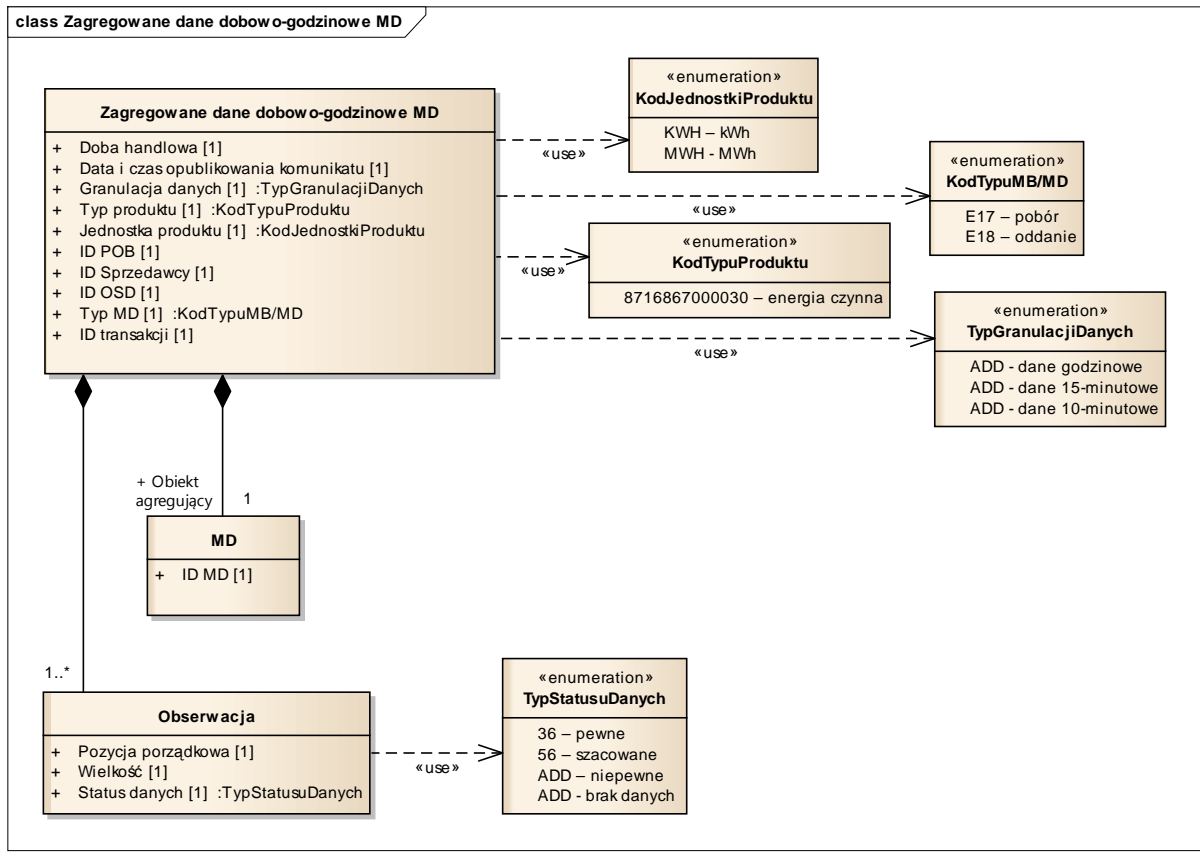 class Zagregowane dane dobowo-godzinowe MD
Zagregowane dane dobowo-godzinowe MD
+ Doba handlowa [1]
+ Data i czas opublikowania komunikatu [1]
+ Granulacja danych [1] :TypGranulacjiDanych
+ Typ produktu [1] :KodTypuProduktu
+ Jednostka produktu [1] :KodJednostkiProduktu
+ ID POB [1]
+ ID Sprzedawcy [1]
+ ID OSD [1]
+ Typ MD [1] :KodTypuMB/MD
+ ID transakcji [1]
«use»
«enumeration»
KodJednostkiProduktu
KWH – kWh
MWH - MWh
«use»
«enumeration»
KodTypuMB/MD
E17 – pobór
E18 – oddanie
«use»
«enumeration»
KodTypuProduktu
8716867000030 – energia czynna
«use»
«enumeration»
TypGranulacjiDanych
ADD - dane godzinowe
ADD - dane 15-minutowe
ADD - dane 10-minutowe
+ Obiekt
agregujący
1
MD
+ ID MD [1]
1..*
Obserwacja
+ Pozycja porządkowa [1]
+ Wielkość [1]
+ Status danych [1] :TypStatusuDanych
«use»
«enumeration»
TypStatusuDanych
36 – pewne
56 – szacowane
ADD – niepewne
ADD - brak danych